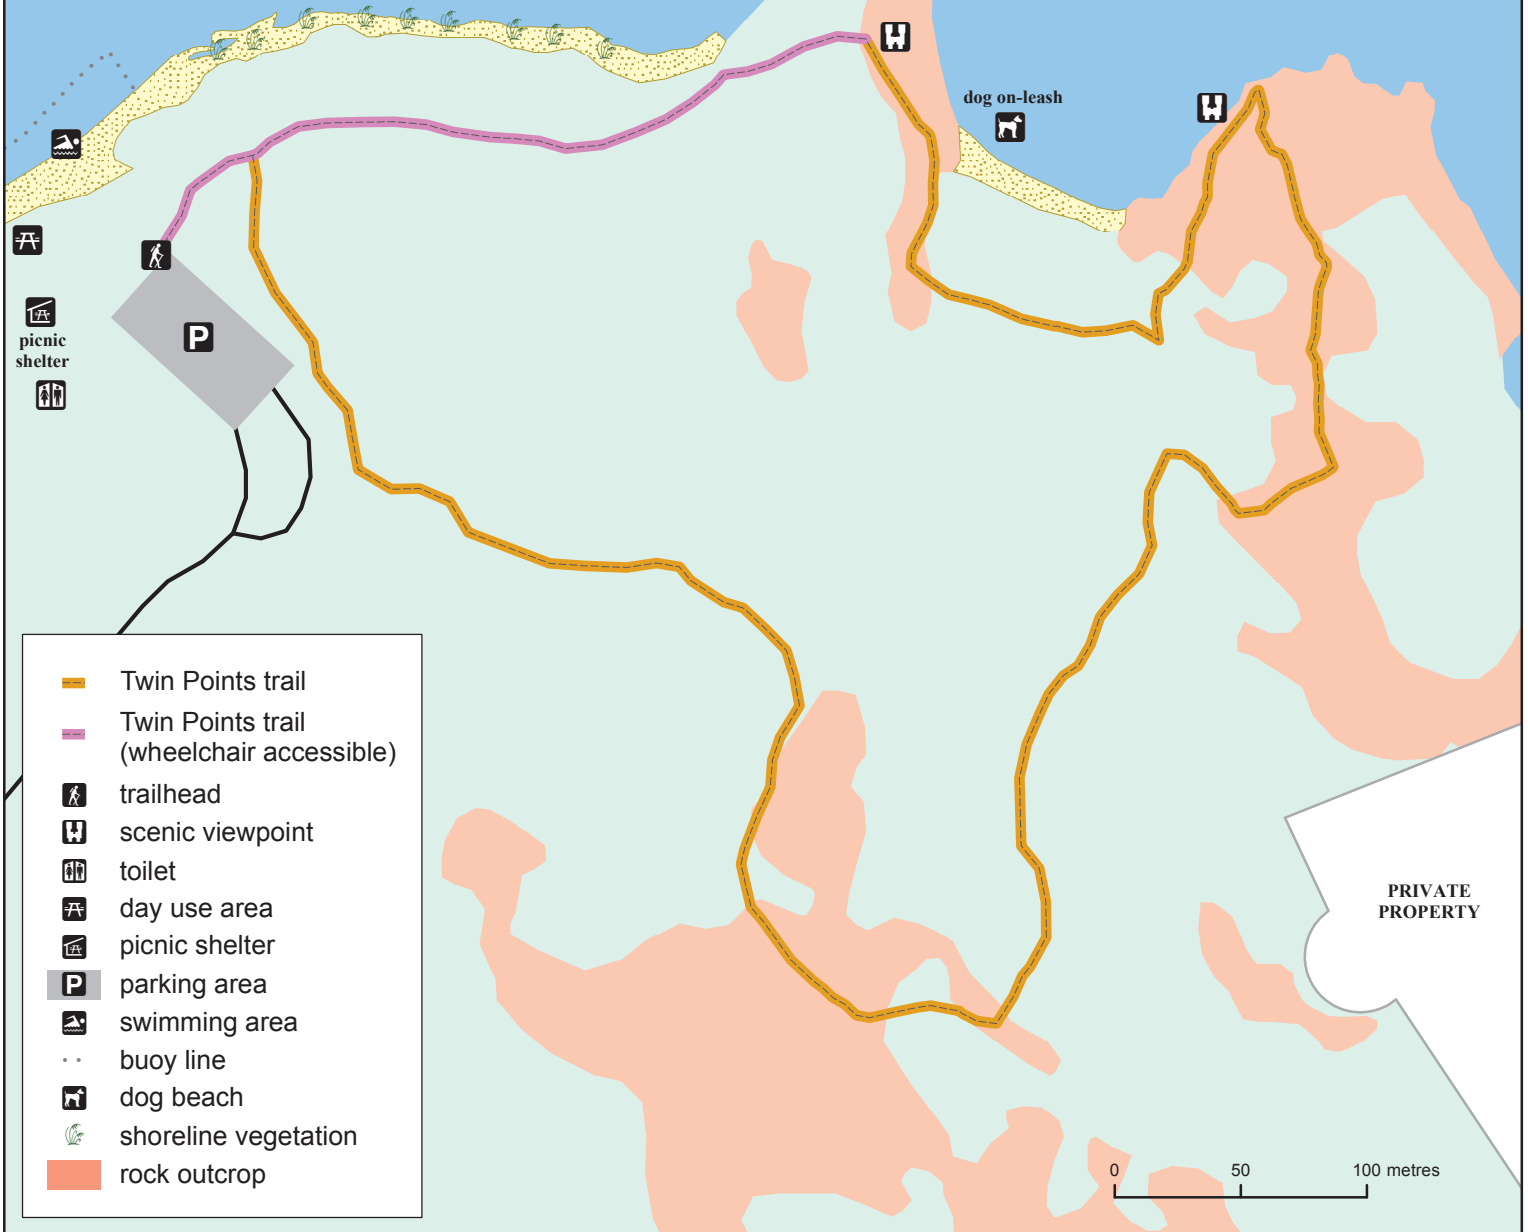 dog on-leash
picnic
shelter
P
PRIVATE
PROPERTY
Twin Points trail
Twin Points trail
(wheelchair accessible)
trailhead
scenic viewpoint
toilet
day use area
picnic shelter
P parking area
swimming area
buoy line
dog beach
shoreline vegetation
rock outcrop
0 50 100 metres